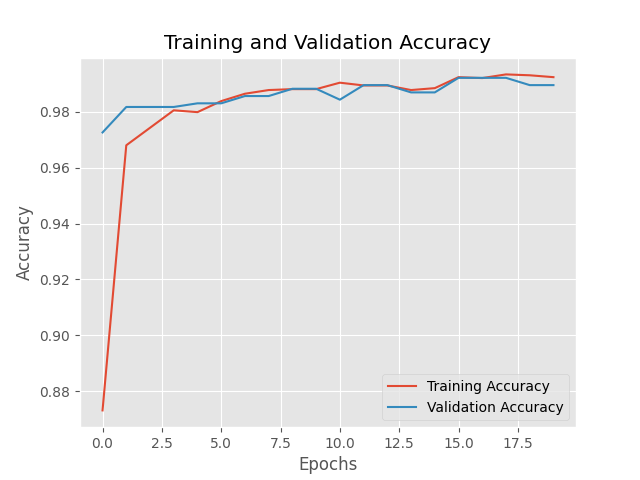 Training and Validation Accuracy
Accuracy
0.98
0.96
0.94
0.92
0.90
0.88
Training Accuracy
Validation Accuracy
0.0 2.5 5.0 7.5 10.0 12.5 15.0 17.5
Epochs